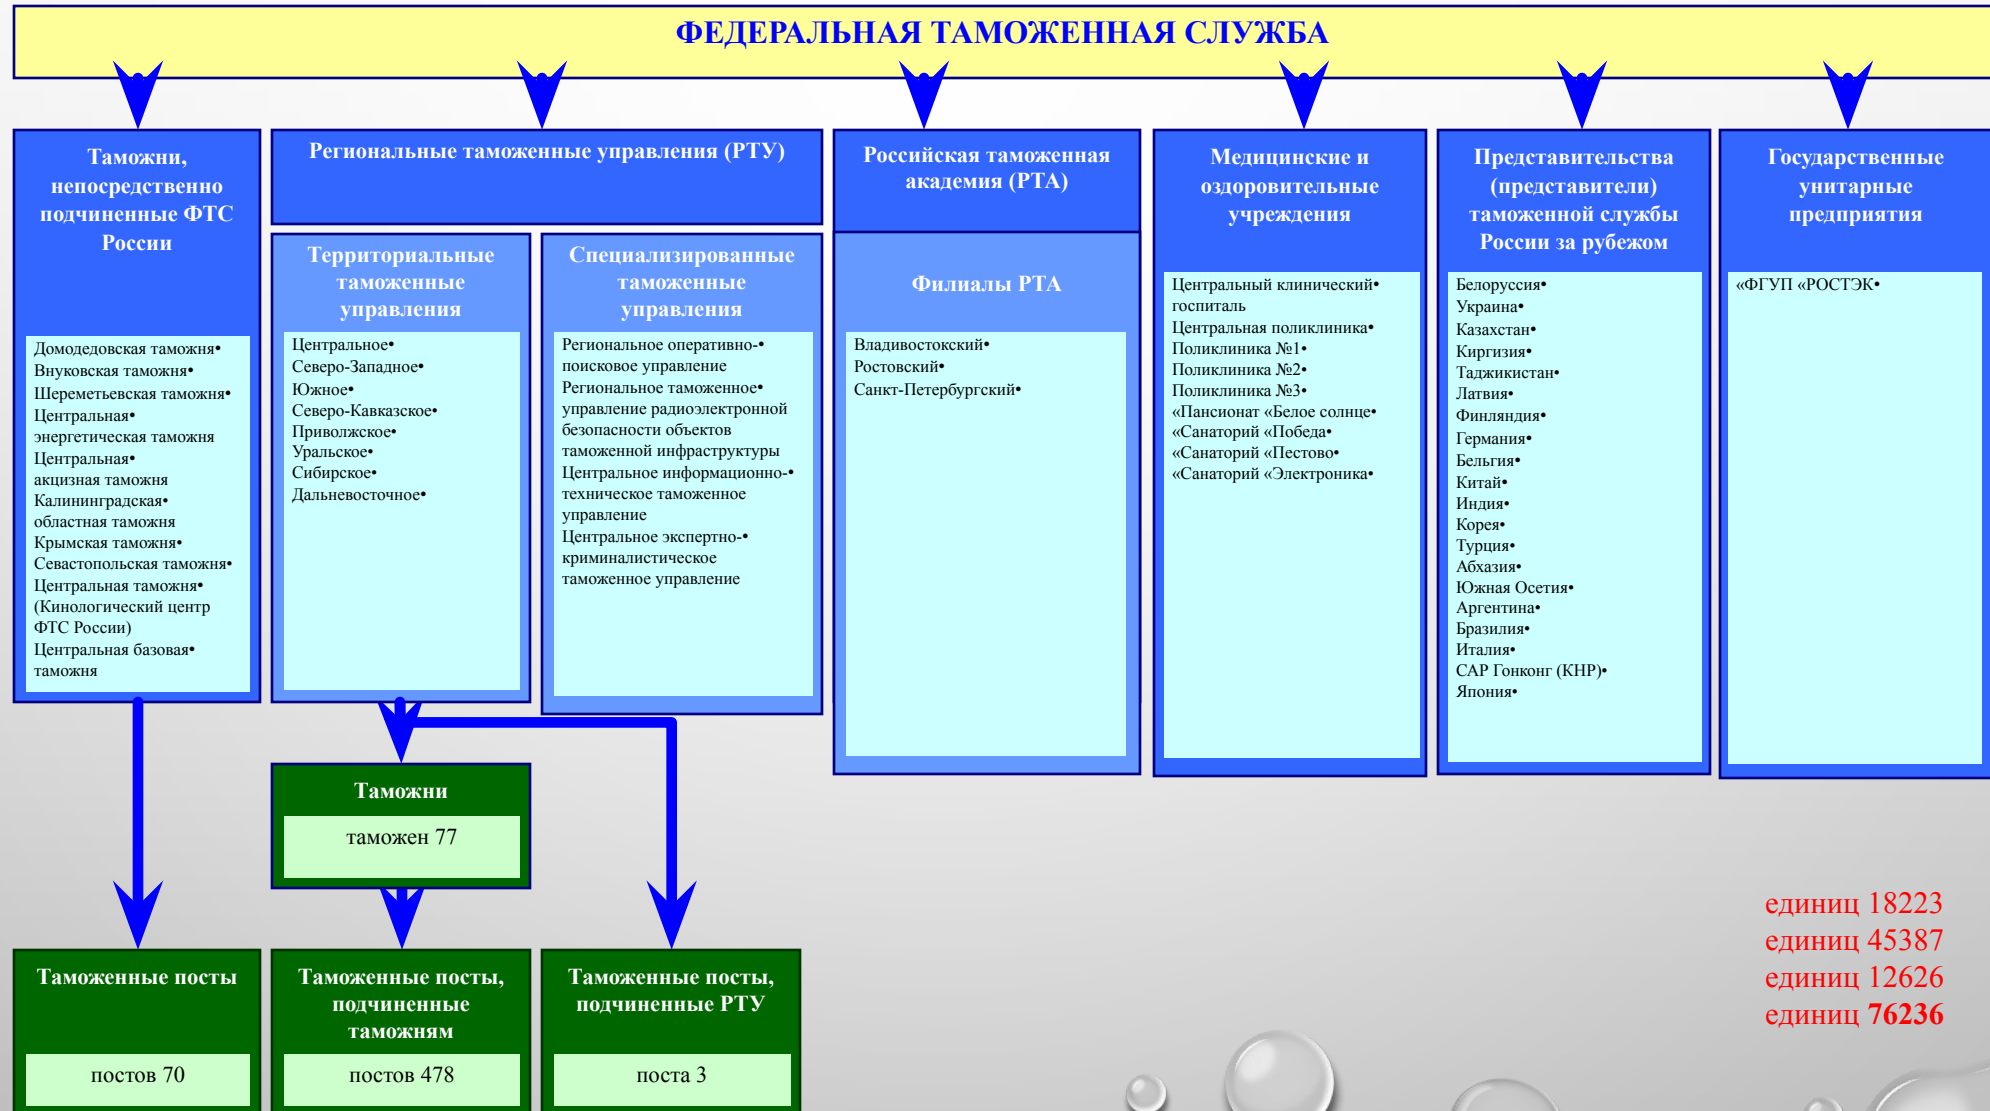 ФЕДЕРАЛЬНАЯ ТАМОЖЕННАЯ СЛУЖБА
Таможни,
непосредственно
подчиненные ФТС
России
Домодедовская таможня•
Внуковская таможня•
Шереметьевская таможня•
Центральная•
энергетическая таможня
Центральная•
акцизная таможня
Калининградская•
областная таможня
Крымская таможня•
Севастопольская таможня•
Центральная таможня•
(Кинологический центр
ФТС России)
Центральная базовая•
таможня
Региональные таможенные управления (РТУ)
Территориальные
таможенные
управления
Центральное•
Северо-Западное•
Южное•
Северо-Кавказское•
Приволжское•
Уральское•
Сибирское•
Дальневосточное•
Специализированные
таможенные
управления
Региональное оперативно-•
поисковое управление
Региональное таможенное•
управление радиоэлектронной
безопасности объектов
таможенной инфраструктуры
Центральное информационно-•
техническое таможенное
управление
Центральное экспертно-•
криминалистическое
таможенное управление
Российская таможенная
академия (РТА)
Филиалы РТА
Владивостокский•
Ростовский•
Санкт-Петербургский•
Медицинские и
оздоровительные
учреждения
Центральный клинический•
госпиталь
Центральная поликлиника•
Поликлиника №1•
Поликлиника №2•
Поликлиника №3•
«Пансионат «Белое солнце•
«Санаторий «Победа•
«Санаторий «Пестово•
«Санаторий «Электроника•
Представительства
(представители)
таможенной службы
России за рубежом
Белоруссия•
Украина•
Казахстан•
Киргизия•
Таджикистан•
Латвия•
Финляндия•
Германия•
Бельгия•
Китай•
Индия•
Корея•
Турция•
Абхазия•
Южная Осетия•
Аргентина•
Бразилия•
Италия•
САР Гонконг (КНР)•
Япония•
Государственные
унитарные
предприятия
«ФГУП «РОСТЭК•
Таможни
таможен 77
Таможенные посты
постов 70
Таможенные посты,
подчиненные
таможням
постов 478
Таможенные посты,
подчиненные РТУ
поста 3
единиц 18223
единиц 45387
единиц 12626
единиц 76236